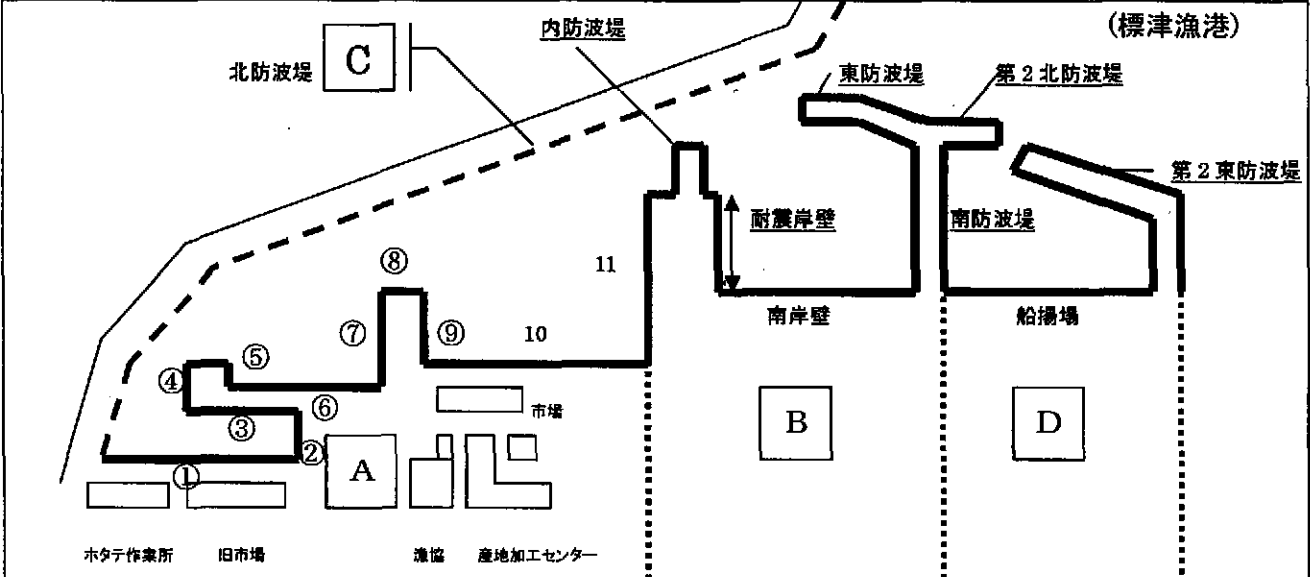 (標津漁港)
内防波堤
北防波堤
C
東防波堤
第2北防波堤
第2東防波堤
耐震岸壁
南防波堤
⑧
11
南岸壁
船揚場
⑦
⑨
10
⑤
④
⑥
市場
③
B
D
②
A
①
ホタテ作業所
旧市場
漁協
産地加工センター